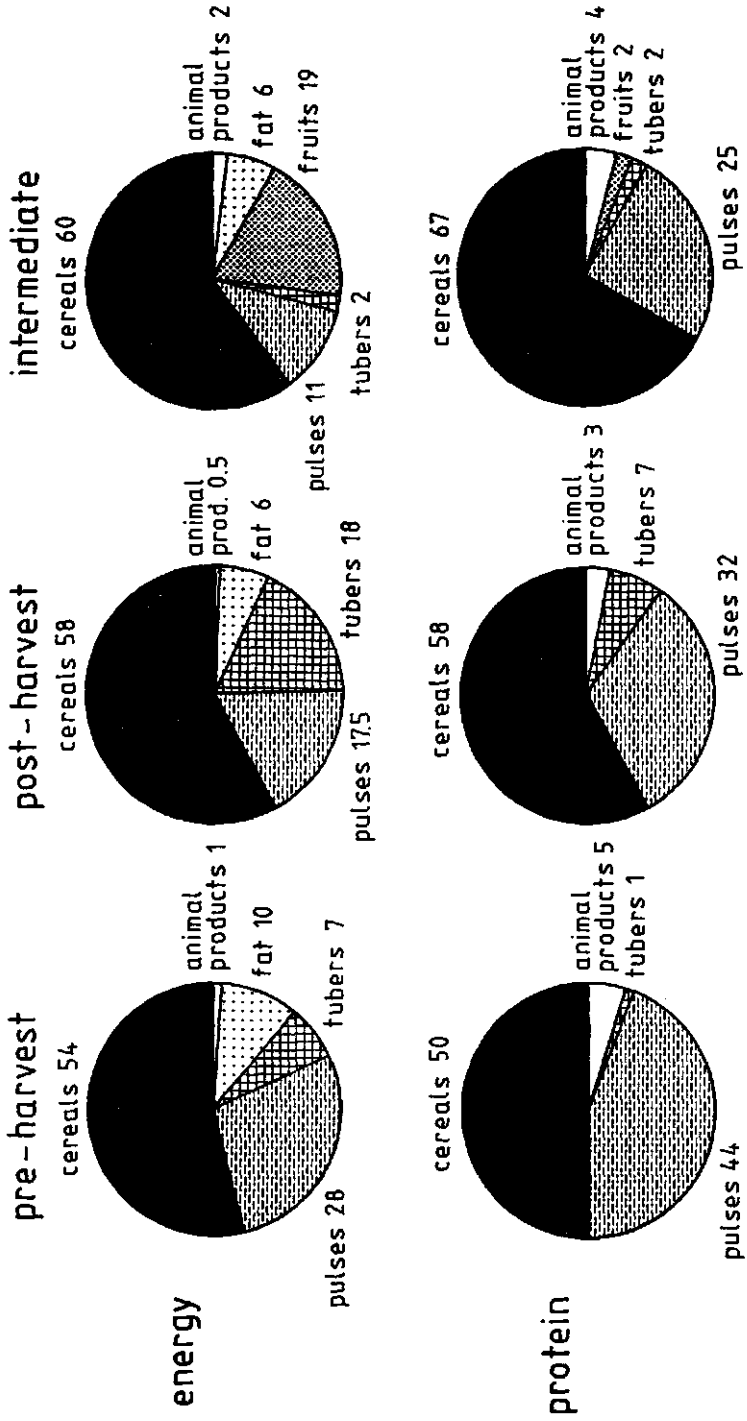 pre-harvest
post-harvest
intermediate
energy
cereals 54
animal
products 1
fat 10
tubers 7
pulses 28
cereals 58
animal
prod. 0.5
fat 6
tubers 18
pulses 17.5
cereals 60
animal
products 2
fat 6
fruits 19
tubers 2
pulses 11
protein
cereals 50
animal
products 5
tubers 1
pulses 44
cereals 58
animal
products 3
tubers 7
pulses 32
cereals 67
animal
products 4
fruits 2
tubers 2
pulses 25